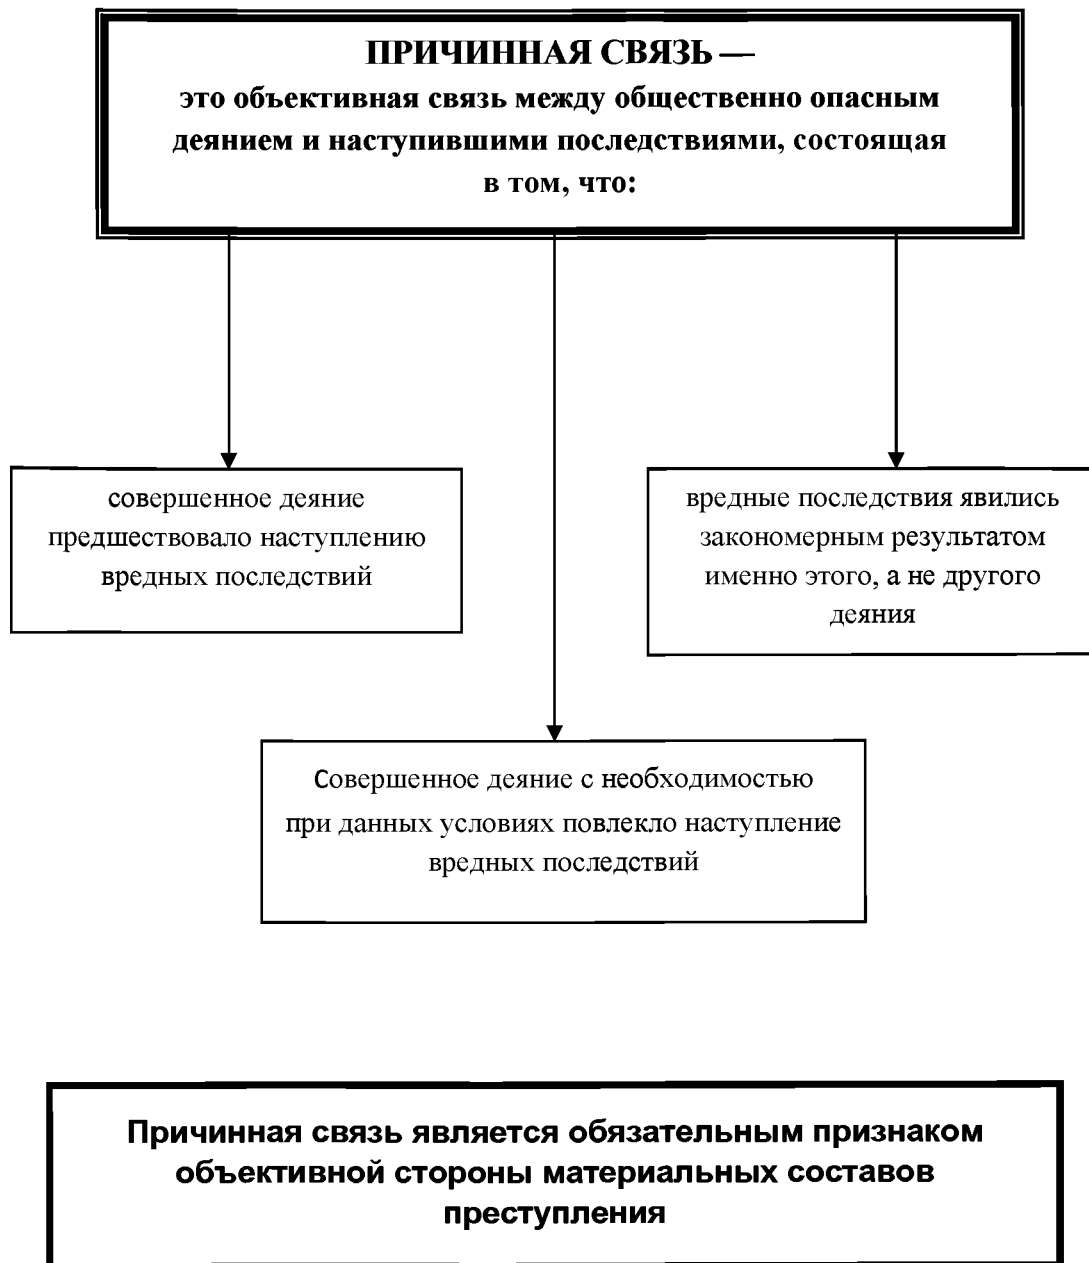 ПРИЧИННАЯ СВЯЗЬ —
это объективная связь между общественно опасным
деянием и наступившими последствиями, состоящая
в том, что:
совершенное деяние
предшествовало наступлению
вредных последствий
вредные последствия явились
закономерным результатом
именно этого, а не другого
деяния
Совершенное деяние с необходимостью
при данных условиях повлекло наступление
вредных последствий
Причинная связь является обязательным признаком
объективной стороны материальных составов
преступления